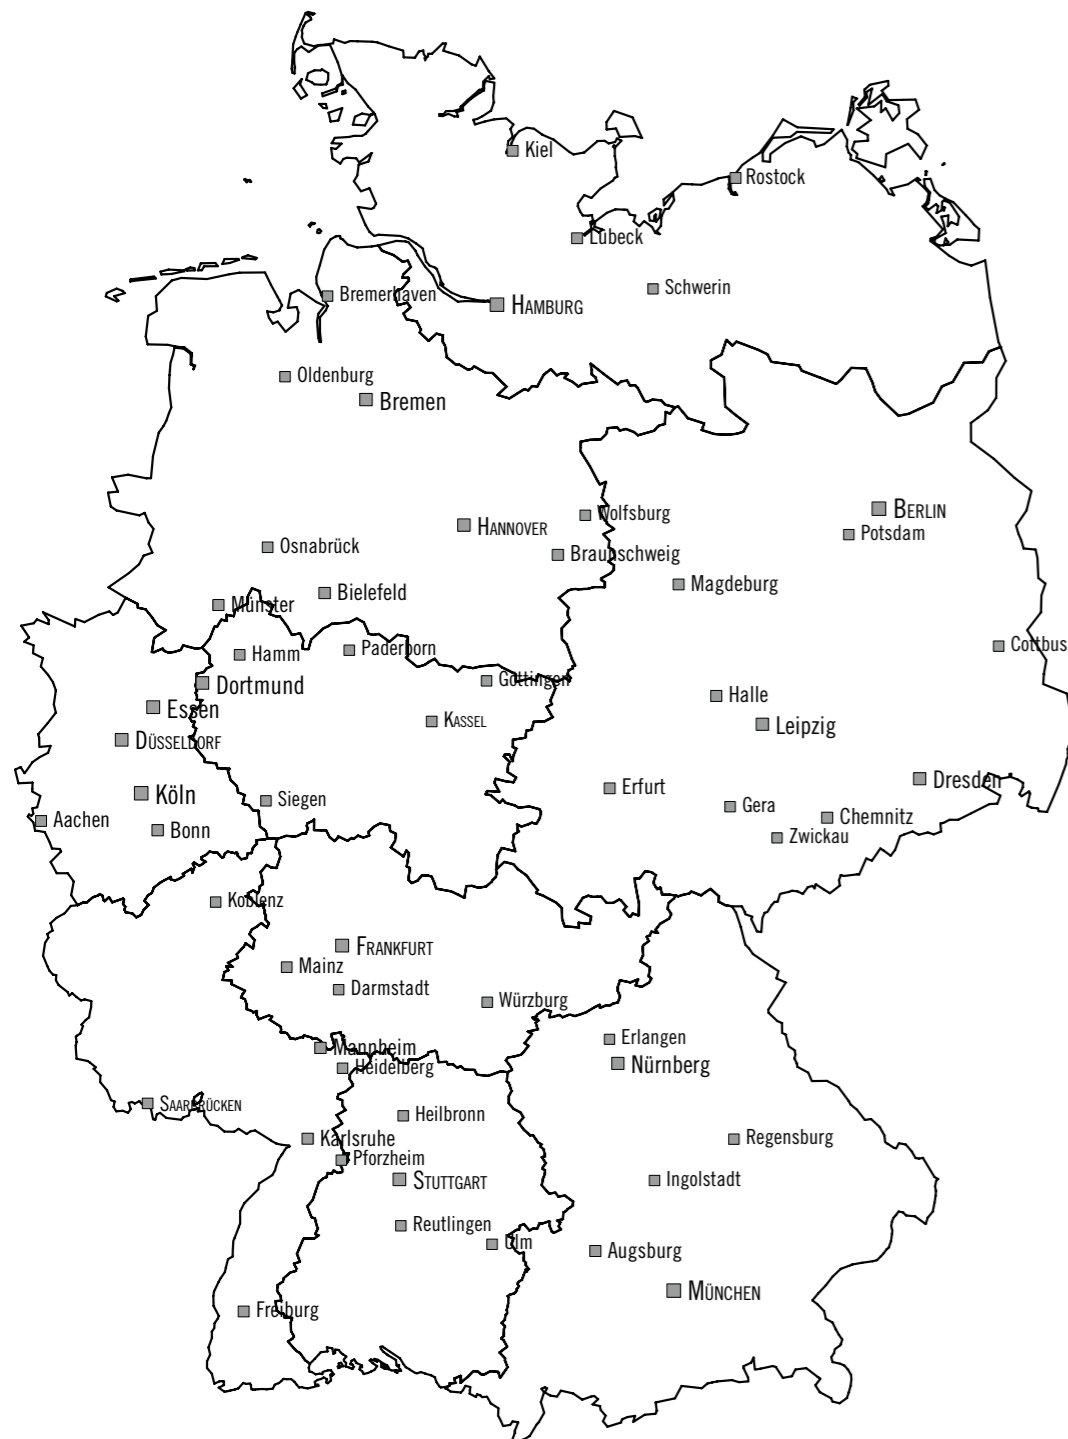 Kiel
Rostock
Lübeck
Schwerin
Bremerhaven
HAMBURG
Oldenburg
Bremen
Wolfsburg
BERLIN
HANNOVER
Potsdam
Osnabrück
Braunschweig
Magdeburg
Bielefeld
Münster
Cottbus
Paderborn
Hamm
Göttingen
Dortmund
Halle
Essen
KASSEL
Leipzig
DÜSSELDORF
Dresden
Erfurt
Köln
Siegen
Gera
Chemnitz
Aachen
Bonn
Zwickau
Koblenz
FRANKFURT
Mainz
Darmstadt
Würzburg
Erlangen
Mannheim
Nürnberg
Heidelberg
SAARBRÜCKEN
Heilbronn
Karlsruhe
Regensburg
Pforzheim
STUTTGART
Ingolstadt
Reutlingen
Ulm
Augsburg
MÜNCHEN
Freiburg